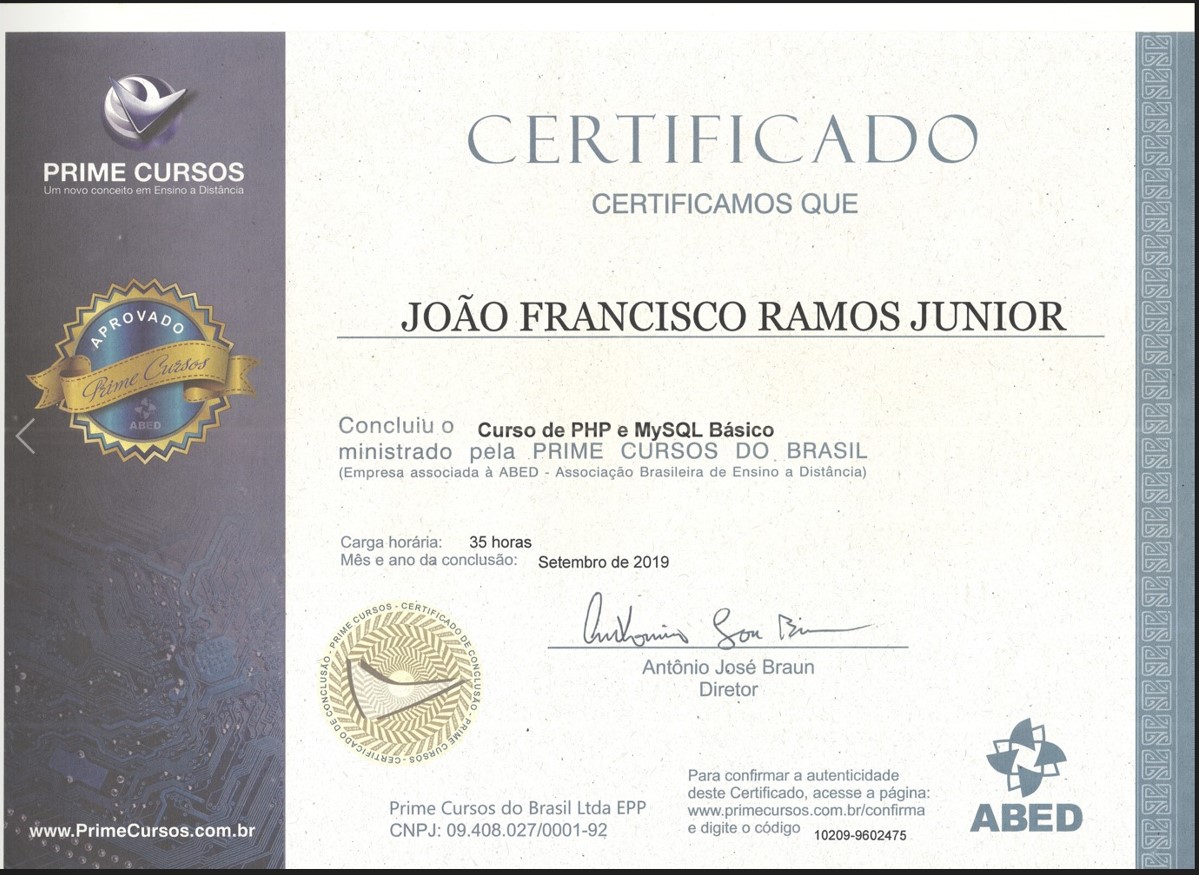 PRIME CURSOS
Um novo conceito em Ensino a Distância
APROVADO
Prime Cursos
ABED
www.PrimeCursos.com.br
CERTIFICADO
CERTIFICAMOS QUE
JOÃO FRANCISCO RAMOS JUNIOR
Concluiu o Curso de PHP e MySQL Básico
ministrado pela PRIME CURSOS DO BRASIL
(Empresa associada à ABED - Associação Brasileira de Ensino a Distância)
Carga horária: 35 horas
Mês e ano da conclusão: Setembro de 2019
PRIME CURSOS - CERTIFICADO DE CONCLUSÃO - PRIME CURSOS - CERTIFICADO DE CONCLUSÃO -
Antônio José Braun
Diretor
Prime Cursos do Brasil Ltda EPP
CNPJ: 09.408.027/0001-92
Para confirmar a autenticidade
deste Certificado, acesse a página:
www.primecursos.com.br/confirma
e digite o código 10209-9602475
ABED